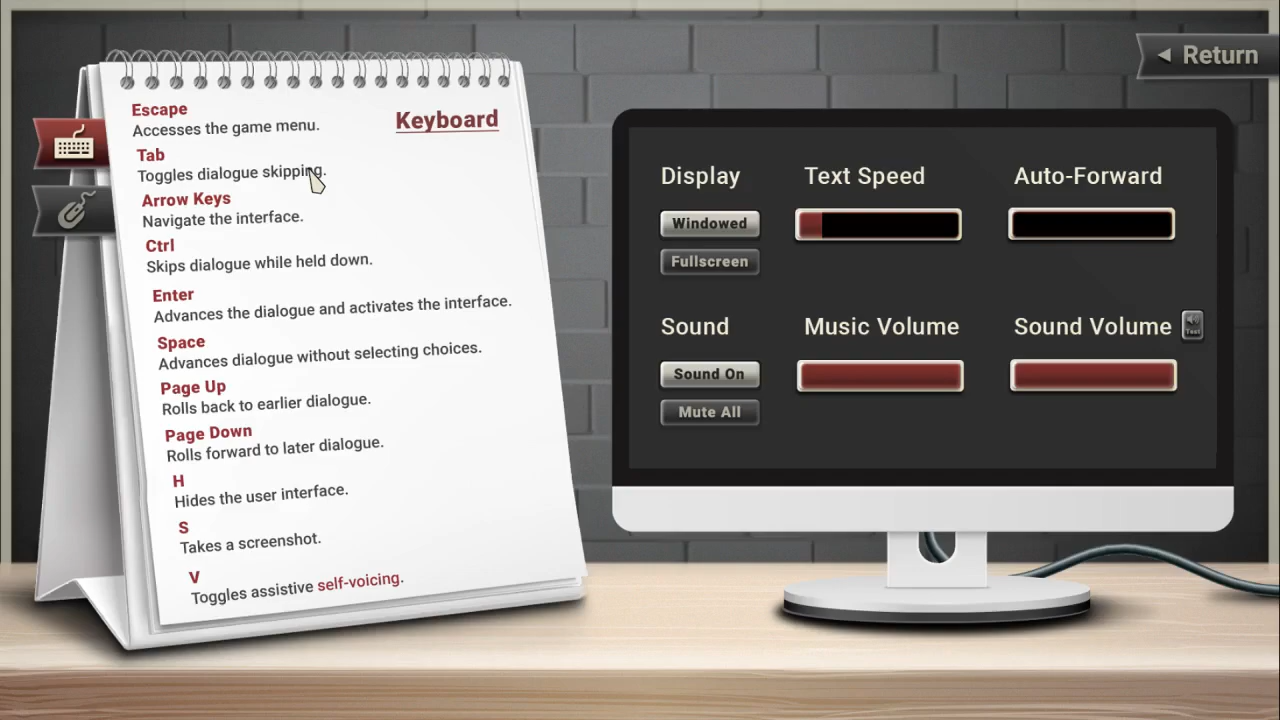 Return
Keyboard
Escape
Accesses the game menu.
Tab
Toggles dialogue skipping.
Arrow Keys
Navigate the interface.
Ctrl
Skips dialogue while held down.
Enter
Advances the dialogue and activates the interface.
Space
Advances dialogue without selecting choices.
Page Up
Rolls back to earlier dialogue.
Page Down
Rolls forward to later dialogue.
H
Hides the user interface.
S
Takes a screenshot.
V
Toggles assistive self-voicing.
Display
Windowed
Fullscreen
Text Speed
Auto-Forward
Sound
Sound On
Mute All
Music Volume
Sound Volume
Test